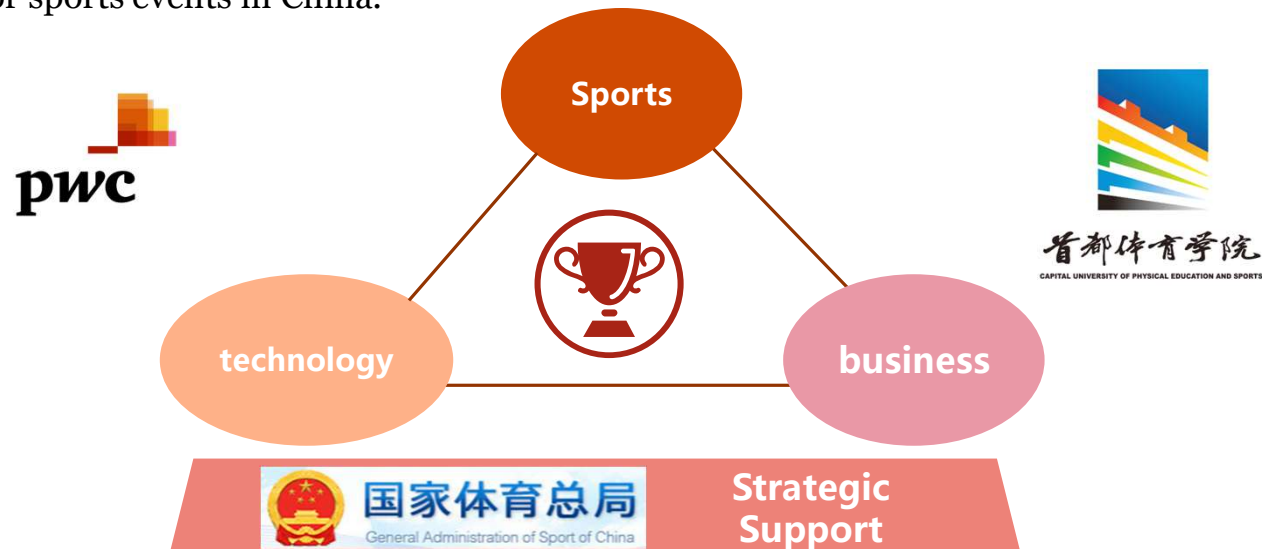 or sports events in China.
Sports
pwc
首都体育学院
CAPITAL UNIVERSITY OF PHYSICAL EDUCATION AND SPORTS
technology
business
国家体育总局
General Administration of Sport of China
Strategic
Support